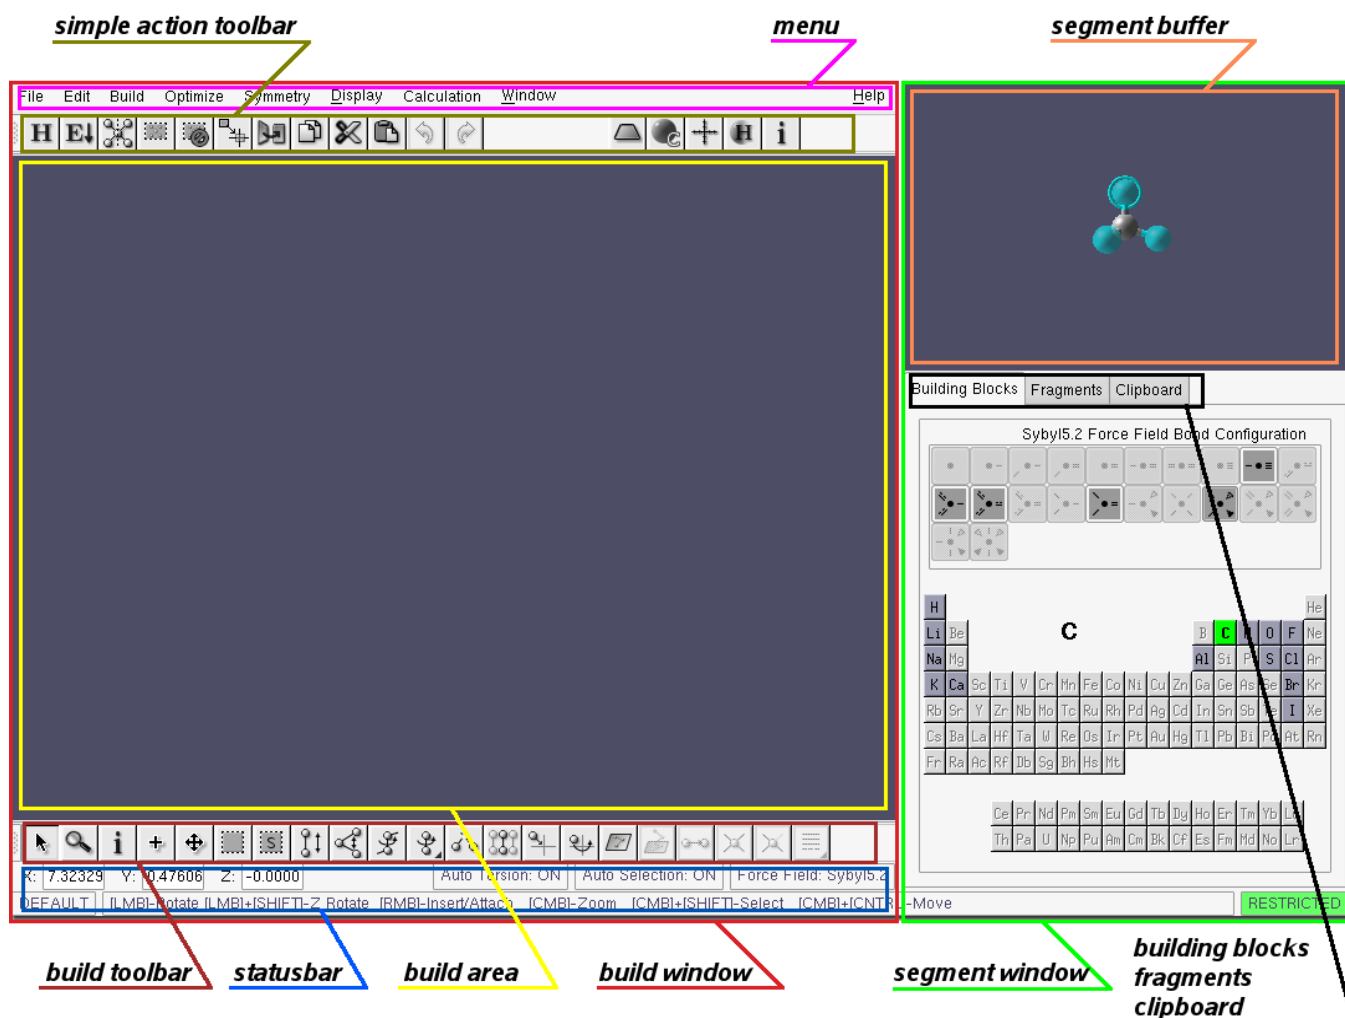 simple action toolbar
menu
segment buffer
File Edit Build Optimize Symmetry Display Calculation Window Help
H E C H i
Building Blocks Fragments Clipboard
Sybyl5.2 Force Field Bond Configuration
H He
Li Be C B C N O F Ne
Na Mg Al Si P S Cl Ar
K Ca Sc Ti V Cr Mn Fe Co Ni Cu Zn Ga Ge As Se Br Kr
Rb Sr Y Zr Nb Mo Tc Ru Rh Pd Ag Cd In Sn Sb Te I Xe
Cs Ba La Hf Ta W Re Os Ir Pt Au Hg Tl Pb Bi Po At Rn
Fr Ra Ac Rf Db Sg Bh Hs Mt
Ce Pr Nd Pm Sm Eu Gd Tb Dy Ho Er Tm Yb Lu
Th Pa U Np Pu Am Cm Bk Cf Es Fm Md No Lr
i S
X: 7.32329 Y: 0.47606 Z: -0.0000 Auto Torsion: ON Auto Selection: ON Force Field: Sybyl5.2
DEFAULT [LMB]-Rotate [LMB]+[SHIFT]-Z Rotate [RMB]-Insert/Attach [CMB]-Zoom [CMB]+[SHIFT]-Select [CMB]+[CNTRL]-Move RESTRICTED
build toolbar
statusbar
build area
build window
segment window
building blocks
fragments
clipboard